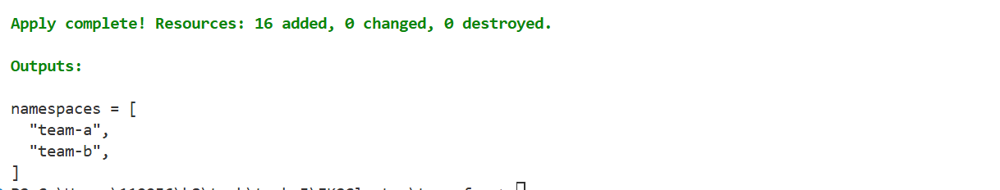 Apply complete! Resources: 16 added, 0 changed, 0 destroyed.
Outputs:
namespaces = [
"team-a",
"team-b",
]